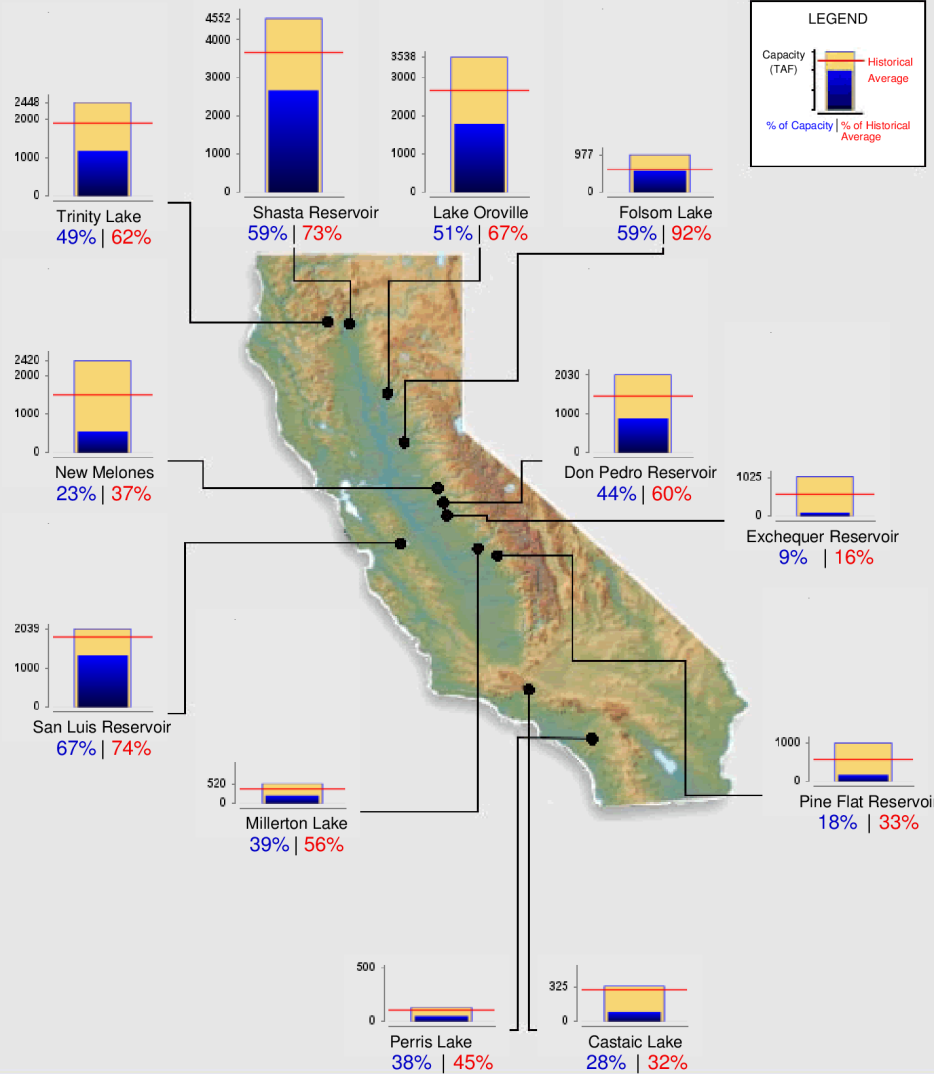 4552
4000
3000
2000
1000
0
Shasta Reservoir
59% | 73%
3538
3000
2000
1000
0
Lake Oroville
51% | 67%
LEGEND
Capacity
(TAF)
Historical
Average
% of Capacity | % of Historical
Average
2448
2000
1000
0
Trinity Lake
49% | 62%
977
0
Folsom Lake
59% | 92%
2420
2000
1000
0
New Melones
23% | 37%
2030
1000
0
Don Pedro Reservoir
44% | 60%
1025
0
Exchequer Reservoir
9% | 16%
2039
1000
0
San Luis Reservoir
67% | 74%
520
0
Millerton Lake
39% | 56%
1000
0
Pine Flat Reservoi
18% | 33%
500
0
Perris Lake
38% | 45%
325
0
Castaic Lake
28% | 32%